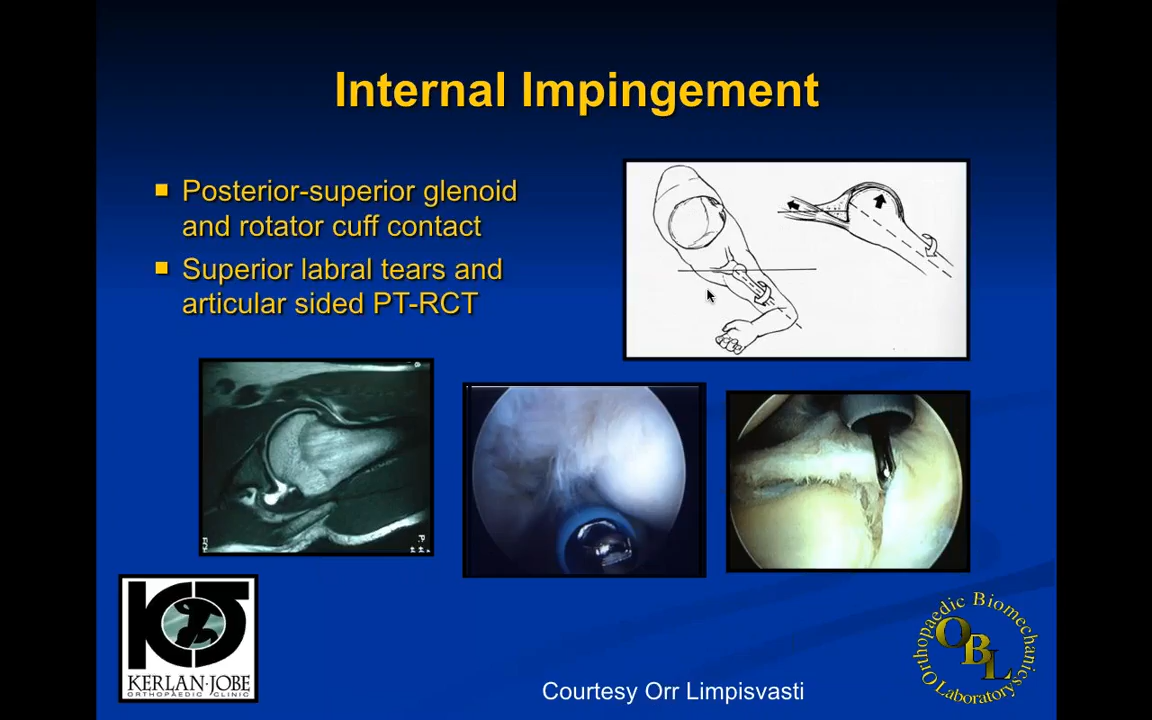 Internal Impingement
Posterior-superior glenoid
and rotator cuff contact
Superior labral tears and
articular sided PT-RCT
KERLAN·JOBE
ORTHOPAEDIC CLINIC
Orthopaedic Biomechanics
OBL
Laboratory
Courtesy Orr Limpisvasti